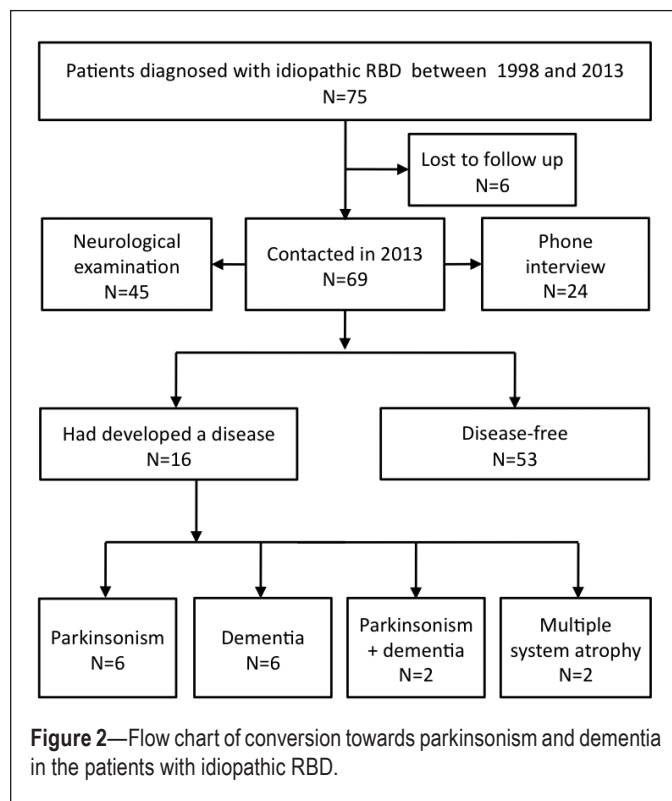 Patients diagnosed with idiopathic RBD between 1998 and 2013
N=75
Lost to follow up
N=6
Neurological
examination
N=45
Contacted in 2013
N=69
Phone
interview
N=24
Had developed a disease
N=16
Disease-free
N=53
Parkinsonism
N=6
Dementia
N=6
Parkinsonism
+ dementia
N=2
Multiple
system atrophy
N=2
Figure 2—Flow chart of conversion towards parkinsonism and dementia
in the patients with idiopathic RBD.